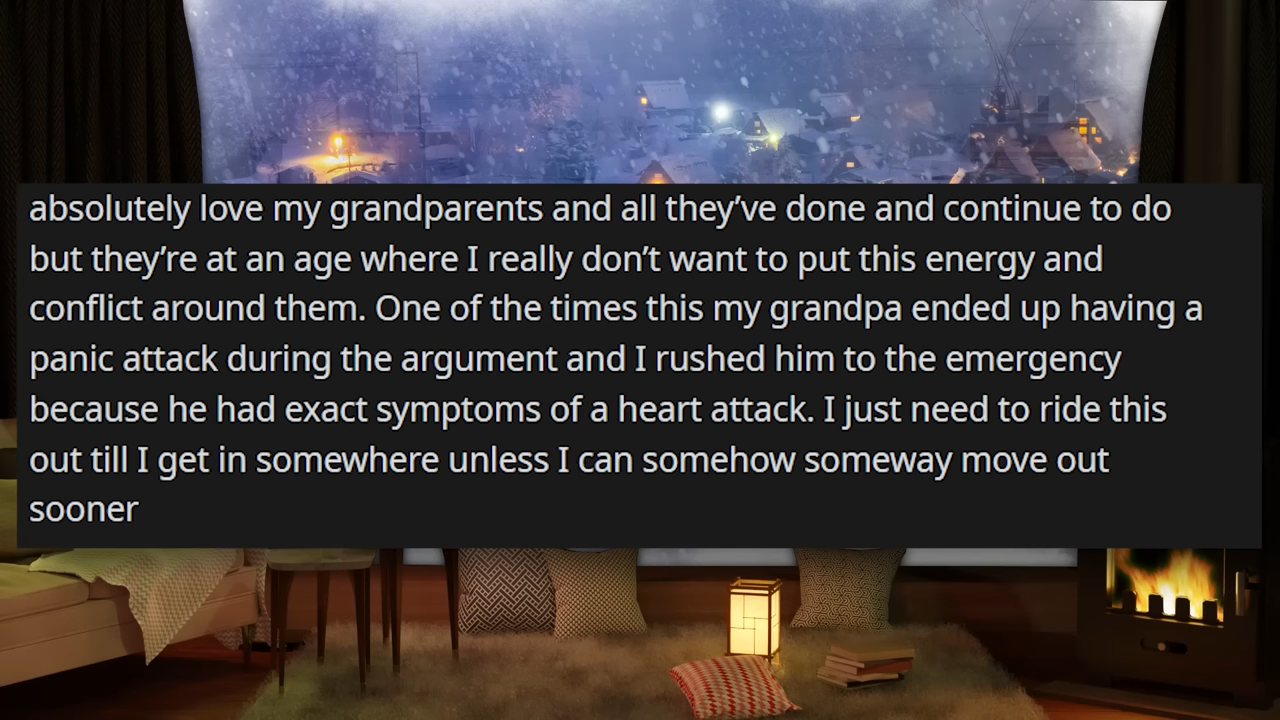 absolutely love my grandparents and all they’ve done and continue to do
but they’re at an age where I really don’t want to put this energy and
conflict around them. One of the times this my grandpa ended up having a
panic attack during the argument and I rushed him to the emergency
because he had exact symptoms of a heart attack. I just need to ride this
out till I get in somewhere unless I can somehow someway move out
sooner